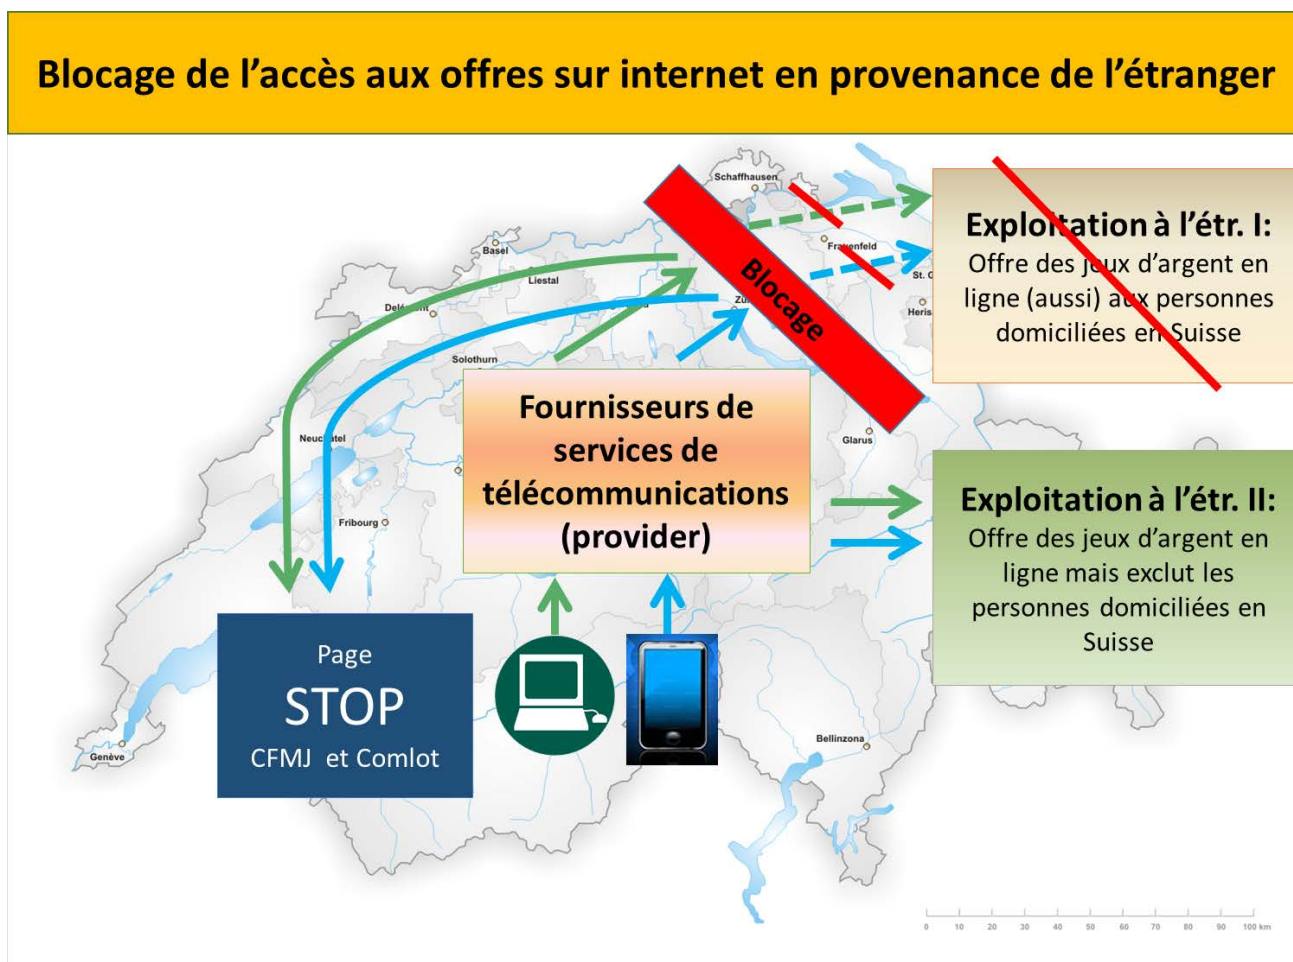 Blocage de l’accès aux offres sur internet en provenance de l’étranger
Schaffhausen
Basel
Liestal
Frauenfeld
Delémont
Solothurn
Blocage
Exploitation à l’étr. I:
Offre des jeux d’argent en
ligne (aussi) aux personnes
domiciliées en Suisse
Fournisseurs de
services de
télécommunications
(provider)
Neuchâtel
Glarus
Fribourg
Exploitation à l’étr. II:
Offre des jeux d’argent en
ligne mais exclut les
personnes domiciliées en
Suisse
Page
STOP
CFMJ et Comlot
Genève
Bellinzona
0 10 20 30 40 50 60 70 80 90 100 km